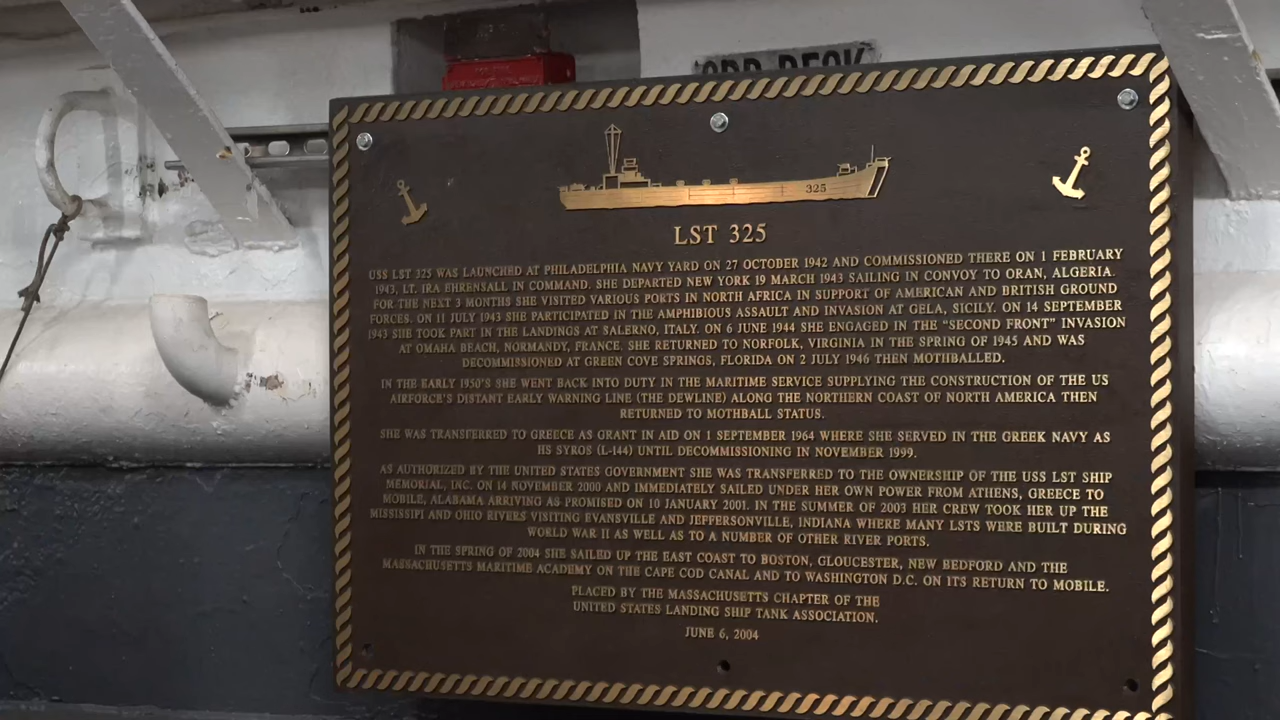 3RD DECK
325
LST 325
USS LST 325 WAS LAUNCHED AT PHILADELPHIA NAVY YARD ON 27 OCTOBER 1942 AND COMMISSIONED THERE ON 1 FEBRUARY
1943, LT. IRA EHRENSALL IN COMMAND. SHE DEPARTED NEW YORK 19 MARCH 1943 SAILING IN CONVOY TO ORAN, ALGERIA.
FOR THE NEXT 3 MONTHS SHE VISITED VARIOUS PORTS IN NORTH AFRICA IN SUPPORT OF AMERICAN AND BRITISH GROUND
FORCES. ON 11 JULY 1943 SHE PARTICIPATED IN THE AMPHIBIOUS ASSAULT AND INVASION AT GELA, SICILY. ON 14 SEPTEMBER
1943 SHE TOOK PART IN THE LANDINGS AT SALERNO, ITALY. ON 6 JUNE 1944 SHE ENGAGED IN THE "SECOND FRONT" INVASION
AT OMAHA BEACH, NORMANDY, FRANCE. SHE RETURNED TO NORFOLK, VIRGINIA IN THE SPRING OF 1945 AND WAS
DECOMMISSIONED AT GREEN COVE SPRINGS, FLORIDA ON 2 JULY 1946 THEN MOTHBALLED.
IN THE EARLY 1950'S SHE WENT BACK INTO DUTY IN THE MARITIME SERVICE SUPPLYING THE CONSTRUCTION OF THE US
AIRFORCE'S DISTANT EARLY WARNING LINE (THE DEWLINE) ALONG THE NORTHERN COAST OF NORTH AMERICA THEN
RETURNED TO MOTHBALL STATUS.
SHE WAS TRANSFERRED TO GREECE AS GRANT IN AID ON 1 SEPTEMBER 1964 WHERE SHE SERVED IN THE GREEK NAVY AS
HS SYROS (L-144) UNTIL DECOMMISSIONING IN NOVEMBER 1999.
AS AUTHORIZED BY THE UNITED STATES GOVERNMENT SHE WAS TRANSFERRED TO THE OWNERSHIP OF THE USS LST SHIP
MEMORIAL, INC. ON 14 NOVEMBER 2000 AND IMMEDIATELY SAILED UNDER HER OWN POWER FROM ATHENS, GREECE TO
MOBILE, ALABAMA ARRIVING AS PROMISED ON 10 JANUARY 2001. IN THE SUMMER OF 2003 HER CREW TOOK HER UP THE
MISSISSIPI AND OHIO RIVERS VISITING EVANSVILLE AND JEFFERSONVILLE, INDIANA WHERE MANY LSTS WERE BUILT DURING
WORLD WAR II AS WELL AS TO A NUMBER OF OTHER RIVER PORTS.
IN THE SPRING OF 2004 SHE SAILED UP THE EAST COAST TO BOSTON, GLOUCESTER, NEW BEDFORD AND THE
MASSACHUSETTS MARITIME ACADEMY ON THE CAPE COD CANAL AND TO WASHINGTON D.C. ON ITS RETURN TO MOBILE.
PLACED BY THE MASSACHUSETTS CHAPTER OF THE
UNITED STATES LANDING SHIP TANK ASSOCIATION.
JUNE 6, 2004